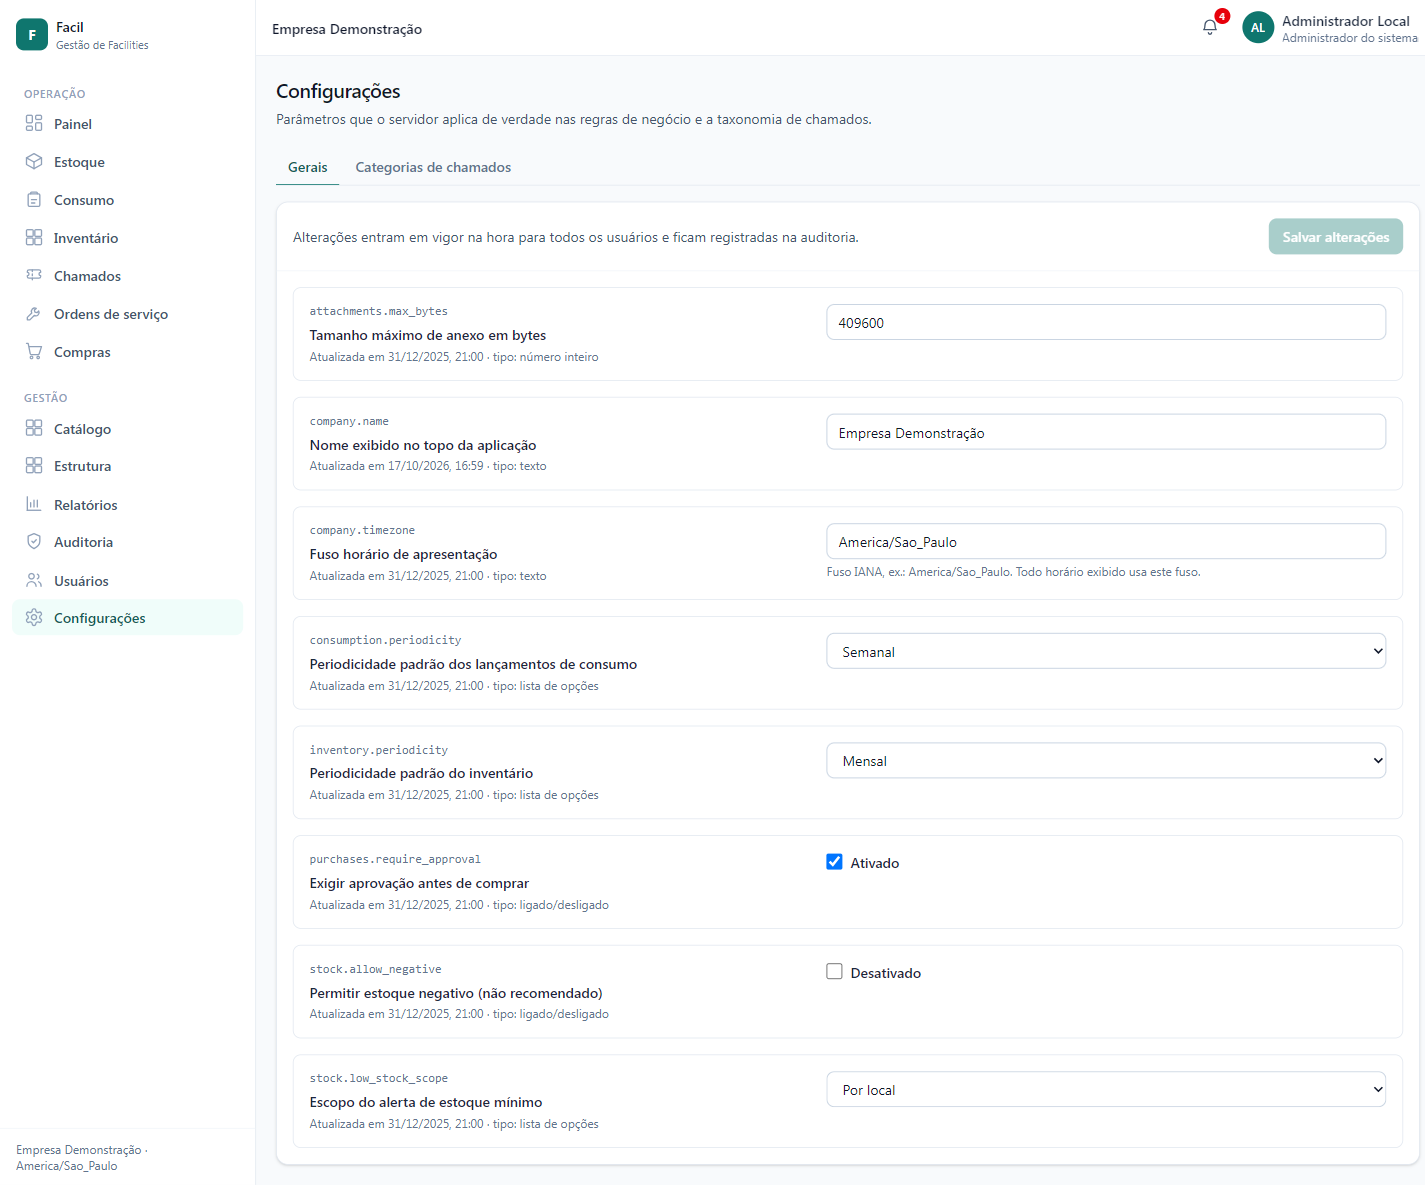 F
Facil
Gestão de Facilities
OPERAÇÃO
Painel
Estoque
Consumo
Inventário
Chamados
Ordens de serviço
Compras
GESTÃO
Catálogo
Estrutura
Relatórios
Auditoria
Usuários
Configurações
Empresa Demonstração ·
America/Sao_Paulo
Empresa Demonstração
4
AL
Administrador Local
Administrador do sistema
Configurações
Parâmetros que o servidor aplica de verdade nas regras de negócio e a taxonomia de chamados.
Gerais
Categorias de chamados
Alterações entram em vigor na hora para todos os usuários e ficam registradas na auditoria.
Salvar alterações
attachments.max_bytes
Tamanho máximo de anexo em bytes
Atualizada em 31/12/2025, 21:00 · tipo: número inteiro
409600
company.name
Nome exibido no topo da aplicação
Atualizada em 17/10/2026, 16:59 · tipo: texto
Empresa Demonstração
company.timezone
Fuso horário de apresentação
Atualizada em 31/12/2025, 21:00 · tipo: texto
America/Sao_Paulo
Fuso IANA, ex.: America/Sao_Paulo. Todo horário exibido usa este fuso.
consumption.periodicity
Periodicidade padrão dos lançamentos de consumo
Atualizada em 31/12/2025, 21:00 · tipo: lista de opções
Semanal
inventory.periodicity
Periodicidade padrão do inventário
Atualizada em 31/12/2025, 21:00 · tipo: lista de opções
Mensal
purchases.require_approval
Exigir aprovação antes de comprar
Atualizada em 31/12/2025, 21:00 · tipo: ligado/desligado
Ativado
stock.allow_negative
Permitir estoque negativo (não recomendado)
Atualizada em 31/12/2025, 21:00 · tipo: ligado/desligado
Desativado
stock.low_stock_scope
Escopo do alerta de estoque mínimo
Atualizada em 31/12/2025, 21:00 · tipo: lista de opções
Por local